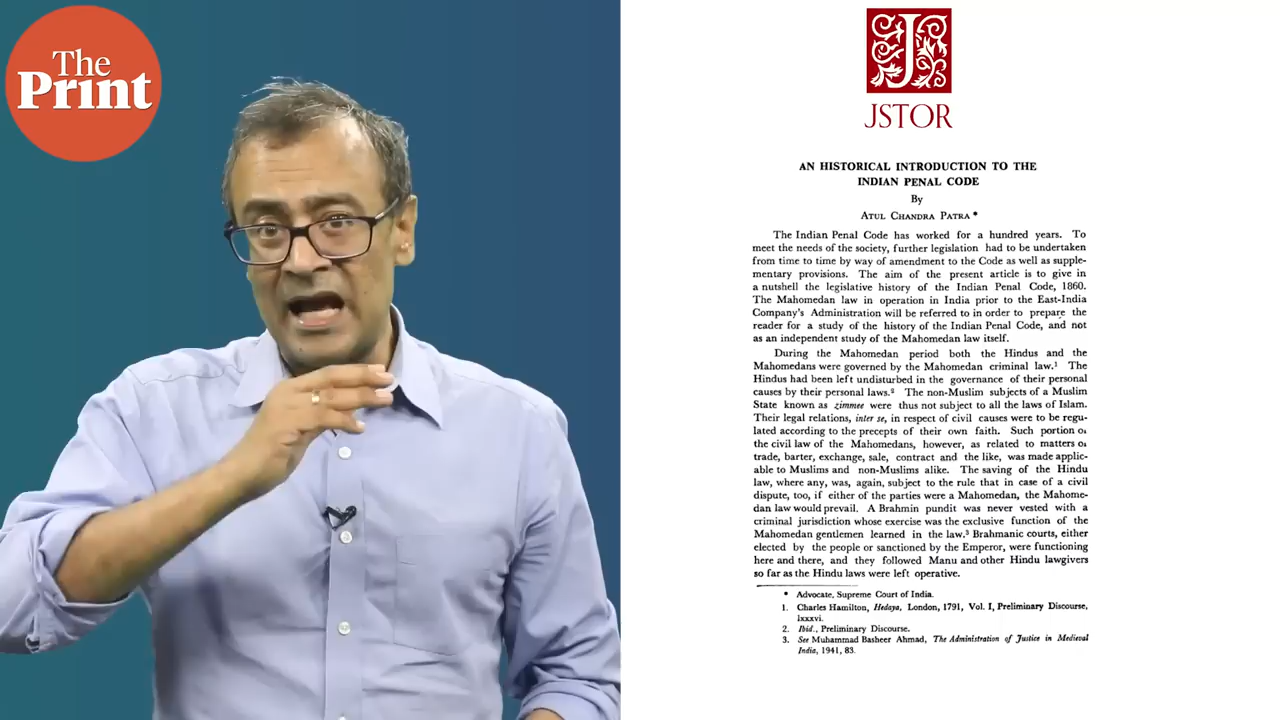 The
Print
J
JSTOR
AN HISTORICAL INTRODUCTION TO THE
INDIAN PENAL CODE
By
ATUL CHANDRA PATRA *
The Indian Penal Code has worked for a hundred years. To
meet the needs of the society, further legislation had to be undertaken
from time to time by way of amendment to the Code as well as supple-
mentary provisions. The aim of the present article is to give in
a nutshell the legislative history of the Indian Penal Code, 1860.
The Mahomedan law in operation in India prior to the East-India
Company's Administration will be referred to in order to prepare the
reader for a study of the history of the Indian Penal Code, and not
as an independent study of the Mahomedan law itself.
During the Mahomedan period both the Hindus and the
Mahomedans were governed by the Mahomedan criminal law.¹ The
Hindus had been left undisturbed in the governance of their personal
causes by their personal laws.² The non-Muslim subjects of a Muslim
State known as zimmee were thus not subject to all the laws of Islam.
Their legal relations, inter se, in respect of civil causes were to be regu-
lated according to the precepts of their own faith. Such portion of
the civil law of the Mahomedans, however, as related to matters of
trade, barter, exchange, sale, contract and the like, was made applic-
able to Muslims and non-Muslims alike. The saving of the Hindu
law, where any, was, again, subject to the rule that in case of a civil
dispute, too, if either of the parties were a Mahomedan, the Mahome-
dan law would prevail. A Brahmin pundit was never vested with a
criminal jurisdiction whose exercise was the exclusive function of the
Mahomedan gentlemen learned in the law.³ Brahmanic courts, either
elected by the people or sanctioned by the Emperor, were functioning
here and there, and they followed Manu and other Hindu lawgivers
so far as the Hindu laws were left operative.
* Advocate, Supreme Court of India.
1. Charles Hamilton, Hedaya, London, 1791, Vol. I, Preliminary Discourse,
lxxxvi.
2. Ibid., Preliminary Discourse.
3. See Muhammad Basheer Ahmad, The Administration of Justice in Medieval
India, 1941, 83.